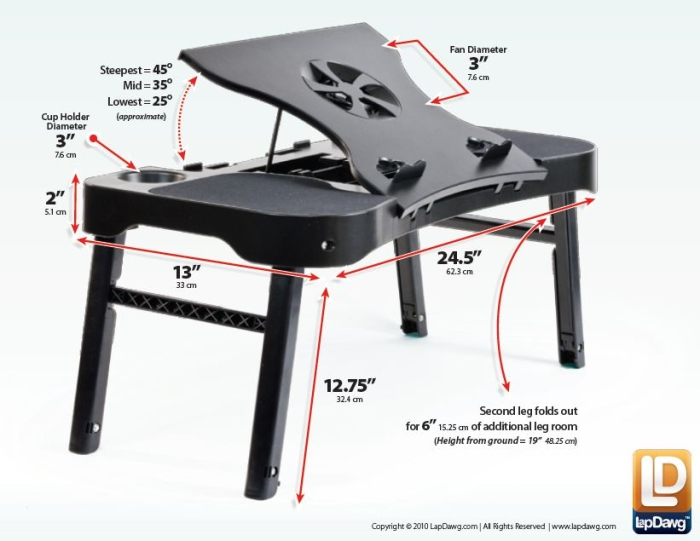 Fan Diameter
3”
7.6 cm
Steepest = 45°
Mid = 35°
Lowest = 25°
(approximate)
Cup Holder
Diameter
3”
7.6 cm
2”
5.1 cm
13”
33 cm
24.5”
62.3 cm
12.75”
32.4 cm
Second leg folds out
for 6” 15.25 cm of additional leg room
(Height from ground = 19” 48.25 cm)
LD
LapDawg™
Copyright © 2010 LapDawg.com | All Rights Reserved | www.lapdawg.com